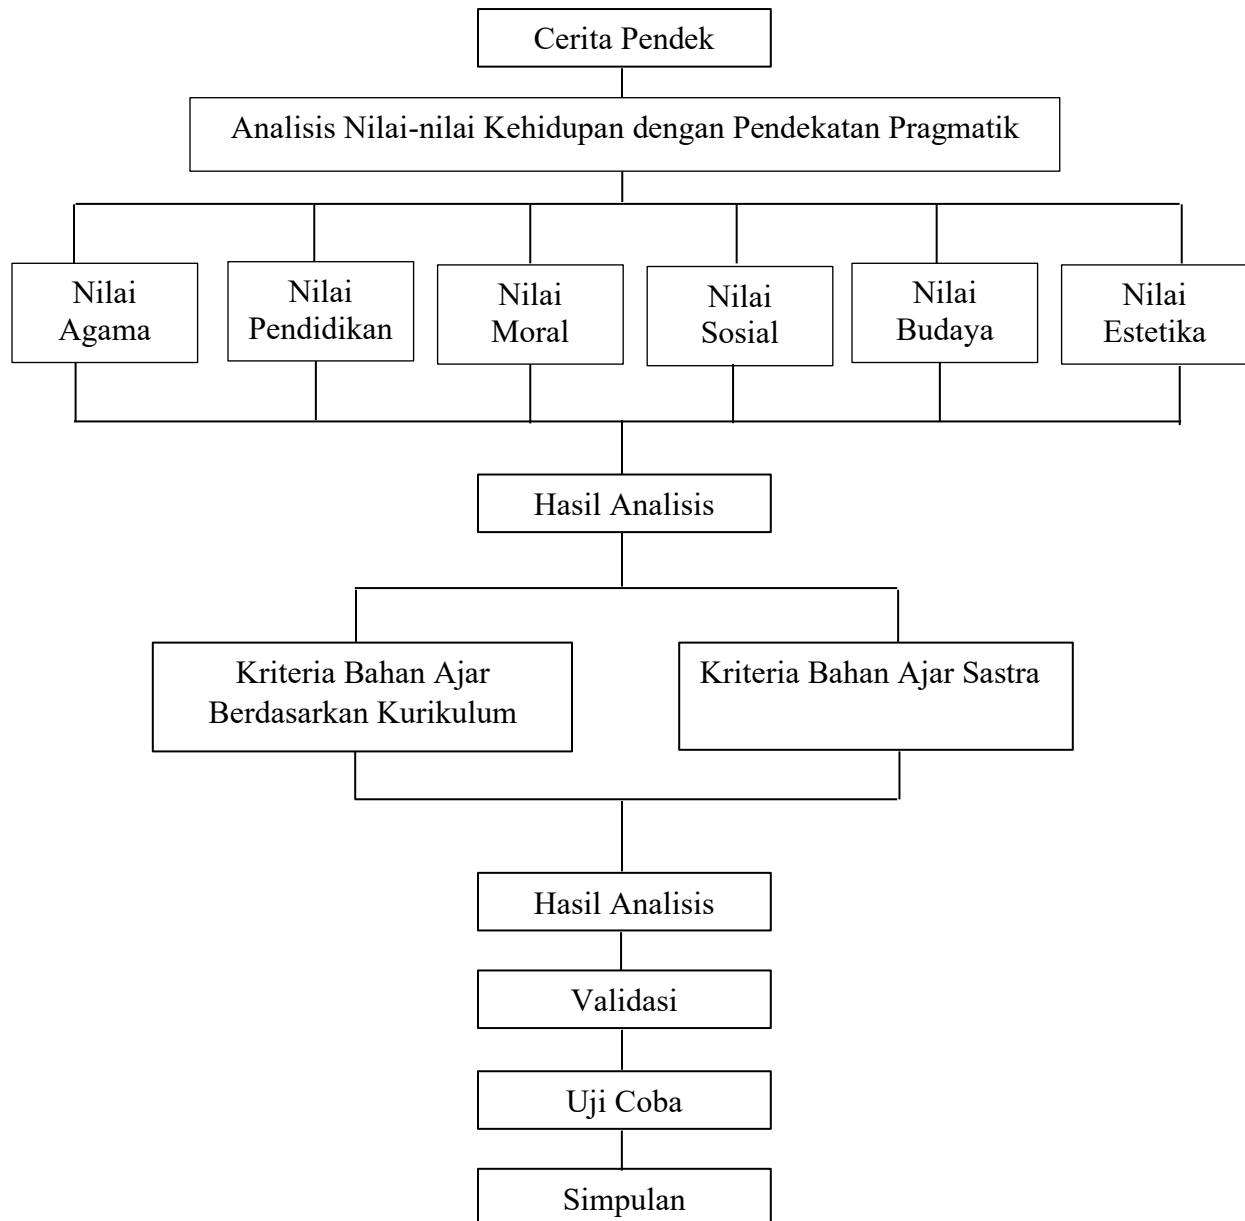 Cerita Pendek
Analisis Nilai-nilai Kehidupan dengan Pendekatan Pragmatik
Nilai
Agama
Nilai
Pendidikan
Nilai
Moral
Nilai
Sosial
Nilai
Budaya
Nilai
Estetika
Hasil Analisis
Kriteria Bahan Ajar
Berdasarkan Kurikulum
Kriteria Bahan Ajar Sastra
Hasil Analisis
Validasi
Uji Coba
Simpulan